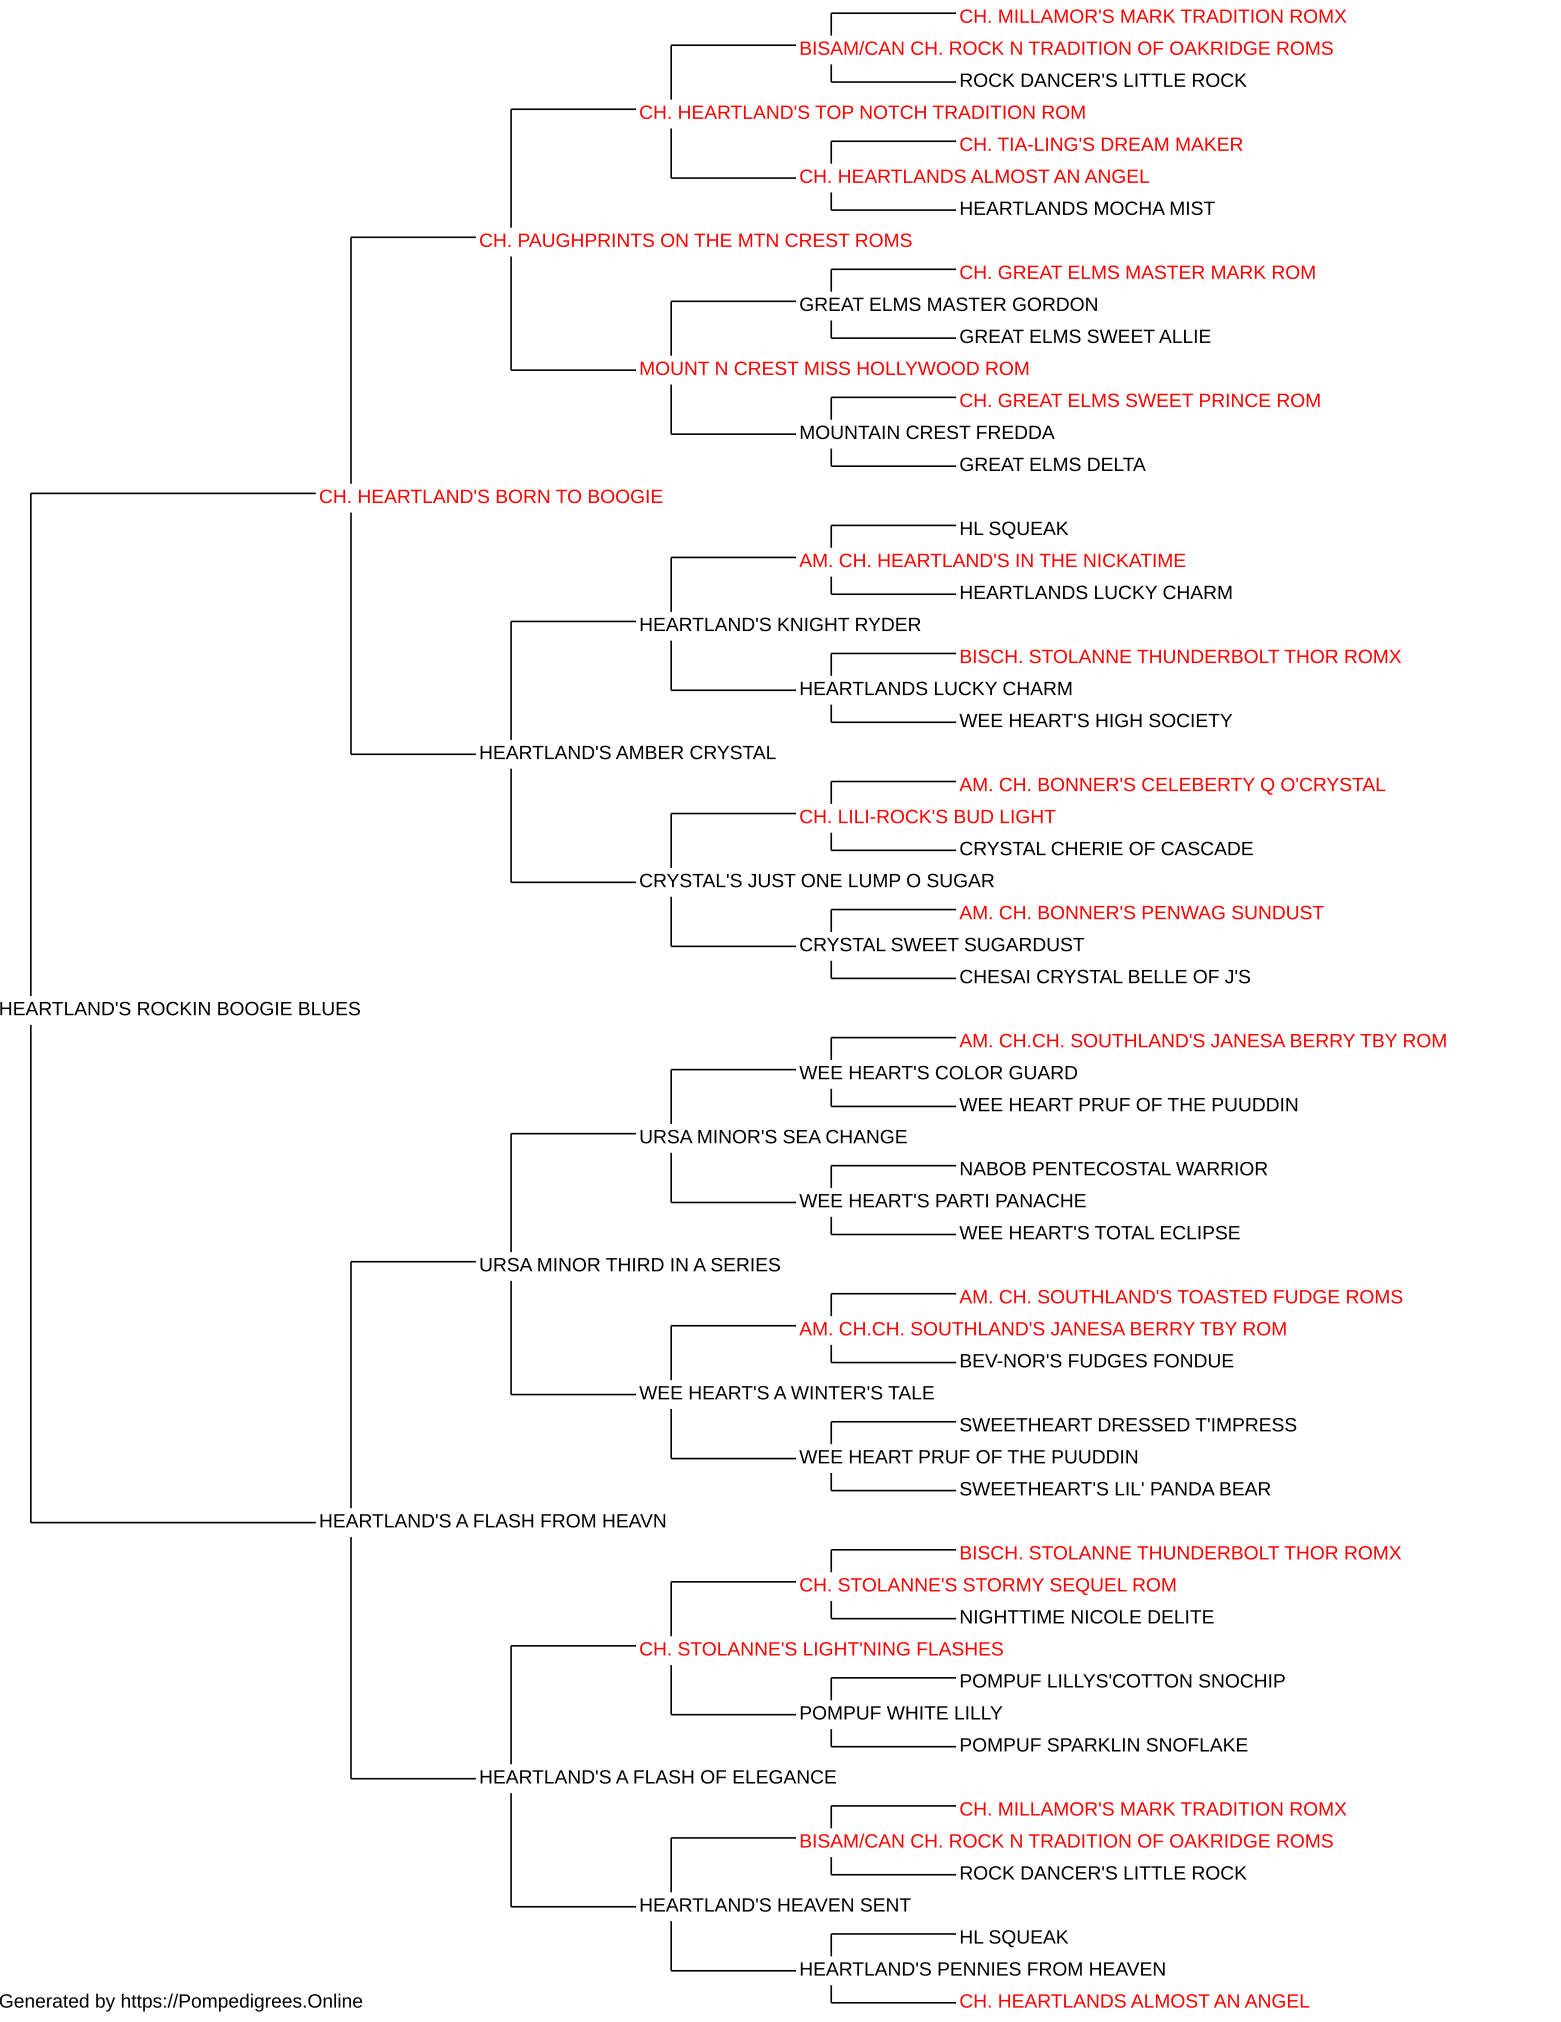 CH. MILLAMOR'S MARK TRADITION ROMX
BISAM/CAN CH. ROCK N TRADITION OF OAKRIDGE ROMS
ROCK DANCER'S LITTLE ROCK
CH. HEARTLAND'S TOP NOTCH TRADITION ROM
CH. TIA-LING'S DREAM MAKER
CH. HEARTLANDS ALMOST AN ANGEL
HEARTLANDS MOCHA MIST
CH. PAUGHPRINTS ON THE MTN CREST ROMS
CH. GREAT ELMS MASTER MARK ROM
GREAT ELMS MASTER GORDON
GREAT ELMS SWEET ALLIE
MOUNT N CREST MISS HOLLYWOOD ROM
CH. GREAT ELMS SWEET PRINCE ROM
MOUNTAIN CREST FREDDA
GREAT ELMS DELTA
CH. HEARTLAND'S BORN TO BOOGIE
HL SQUEAK
AM. CH. HEARTLAND'S IN THE NICKATIME
HEARTLANDS LUCKY CHARM
HEARTLAND'S KNIGHT RYDER
BISCH. STOLANNE THUNDERBOLT THOR ROMX
HEARTLANDS LUCKY CHARM
WEE HEART'S HIGH SOCIETY
HEARTLAND'S AMBER CRYSTAL
AM. CH. BONNER'S CELEBERTY Q O'CRYSTAL
CH. LILI-ROCK'S BUD LIGHT
CRYSTAL CHERIE OF CASCADE
CRYSTAL'S JUST ONE LUMP O SUGAR
AM. CH. BONNER'S PENWAG SUNDUST
CRYSTAL SWEET SUGARDUST
CHESAI CRYSTAL BELLE OF J'S
HEARTLAND'S ROCKIN BOOGIE BLUES
AM. CH.CH. SOUTHLAND'S JANESA BERRY TBY ROM
WEE HEART'S COLOR GUARD
WEE HEART PRUF OF THE PUUDDIN
URSA MINOR'S SEA CHANGE
NABOB PENTECOSTAL WARRIOR
WEE HEART'S PARTI PANACHE
WEE HEART'S TOTAL ECLIPSE
URSA MINOR THIRD IN A SERIES
AM. CH. SOUTHLAND'S TOASTED FUDGE ROMS
AM. CH.CH. SOUTHLAND'S JANESA BERRY TBY ROM
BEV-NOR'S FUDGES FONDUE
WEE HEART'S A WINTER'S TALE
SWEETHEART DRESSED T'IMPRESS
WEE HEART PRUF OF THE PUUDDIN
SWEETHEART'S LIL' PANDA BEAR
HEARTLAND'S A FLASH FROM HEAVN
BISCH. STOLANNE THUNDERBOLT THOR ROMX
CH. STOLANNE'S STORMY SEQUEL ROM
NIGHTTIME NICOLE DELITE
CH. STOLANNE'S LIGHT'NING FLASHES
POMPUF LILLYS'COTTON SNOCHIP
POMPUF WHITE LILLY
POMPUF SPARKLIN SNOFLAKE
HEARTLAND'S A FLASH OF ELEGANCE
CH. MILLAMOR'S MARK TRADITION ROMX
BISAM/CAN CH. ROCK N TRADITION OF OAKRIDGE ROMS
ROCK DANCER'S LITTLE ROCK
HEARTLAND'S HEAVEN SENT
HL SQUEAK
HEARTLAND'S PENNIES FROM HEAVEN
CH. HEARTLANDS ALMOST AN ANGEL
Generated by https://Pompedigrees.Online